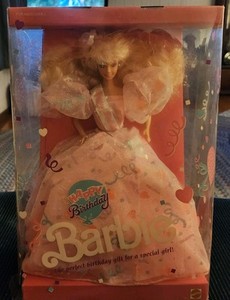 Happy
Birthday
Barbie
The perfect birthday gift for a special girl!